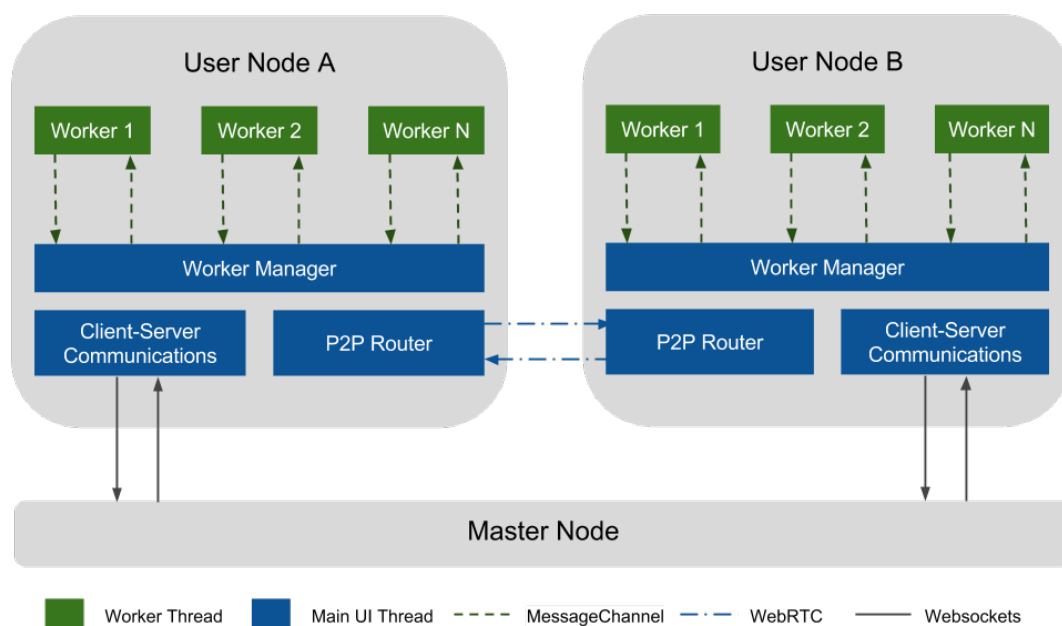 User Node A
User Node B
Worker 1
Worker 2
Worker N
Worker 1
Worker 2
Worker N
Worker Manager
Worker Manager
Client-Server
Communications
P2P Router
P2P Router
Client-Server
Communications
Master Node
Worker Thread
Main UI Thread
MessageChannel
WebRTC
Websockets